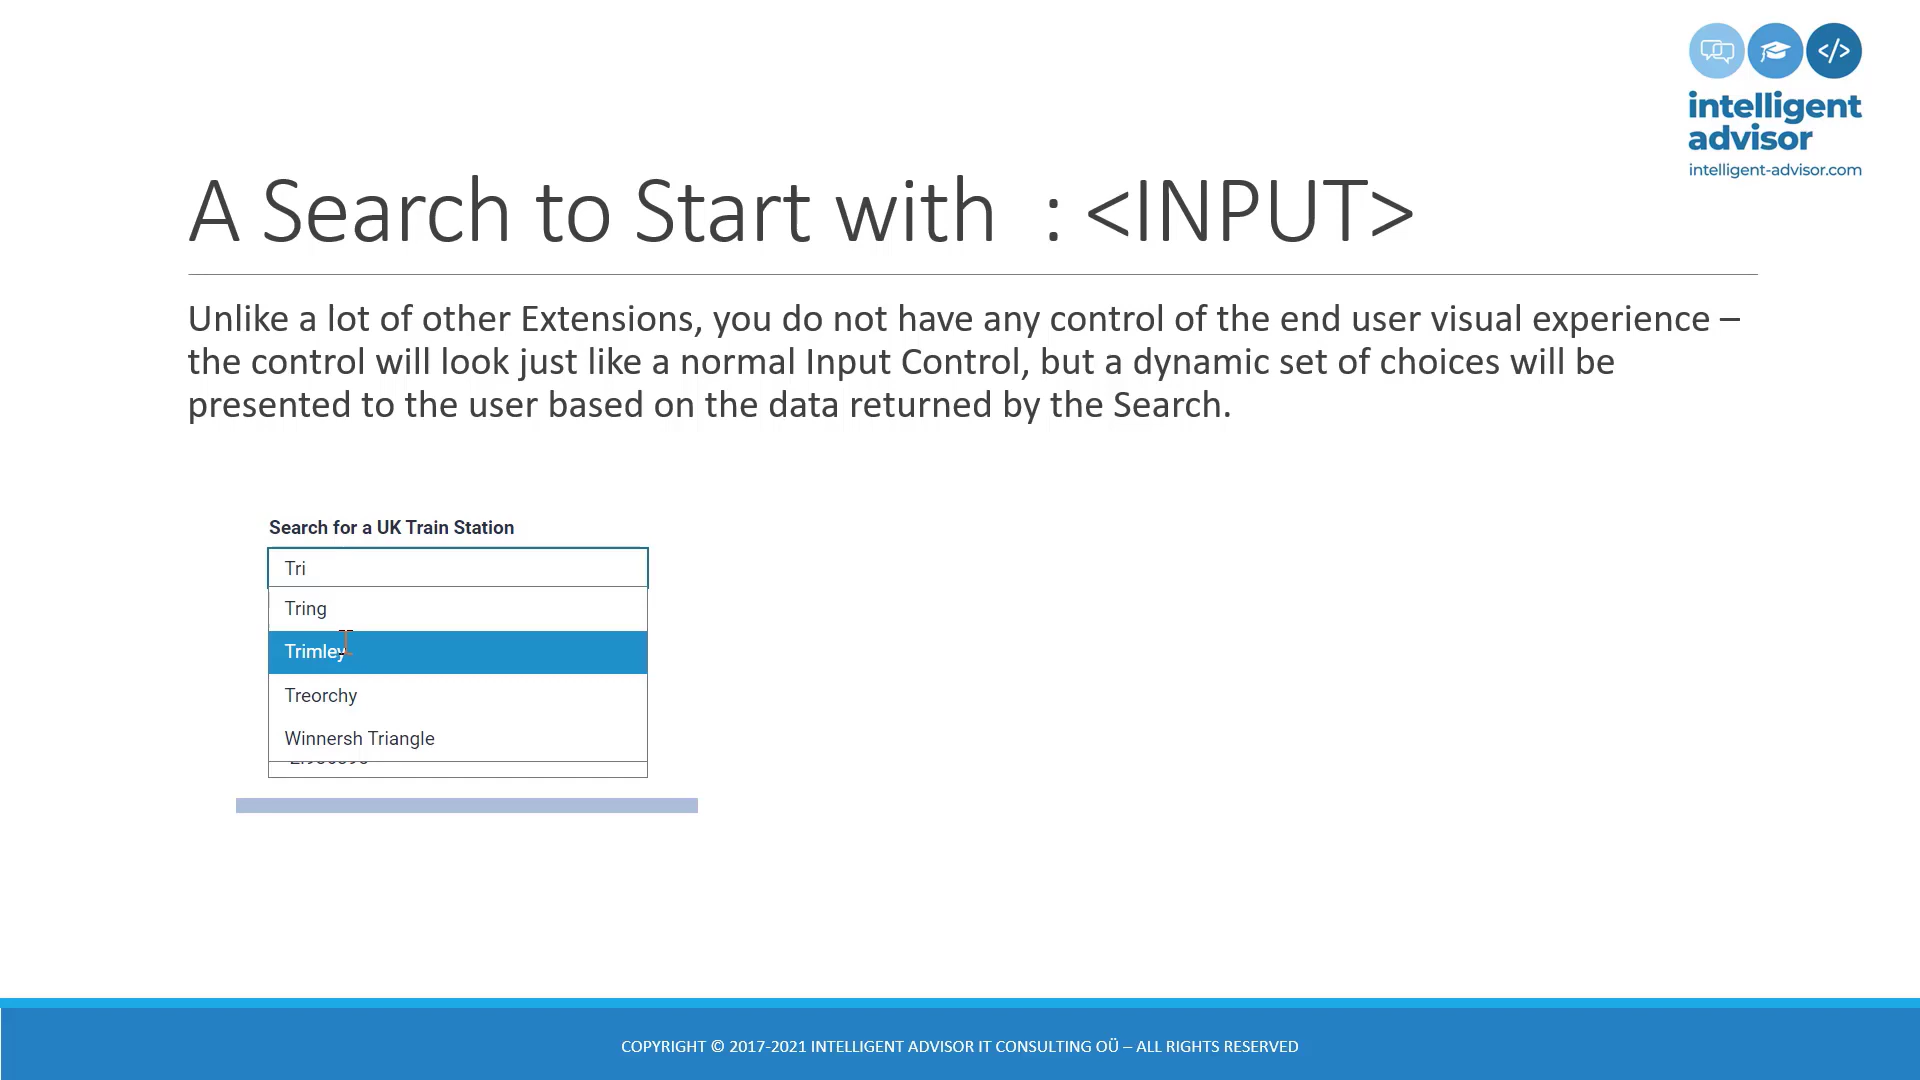 intelligent
advisor
intelligent-advisor.com
A Search to Start with : <INPUT>
Unlike a lot of other Extensions, you do not have any control of the end user visual experience –
the control will look just like a normal Input Control, but a dynamic set of choices will be
presented to the user based on the data returned by the Search.
Search for a UK Train Station
Tri
Tring
Trimley
Treorchy
Winnersh Triangle
COPYRIGHT © 2017-2021 INTELLIGENT ADVISOR IT CONSULTING OÜ – ALL RIGHTS RESERVED